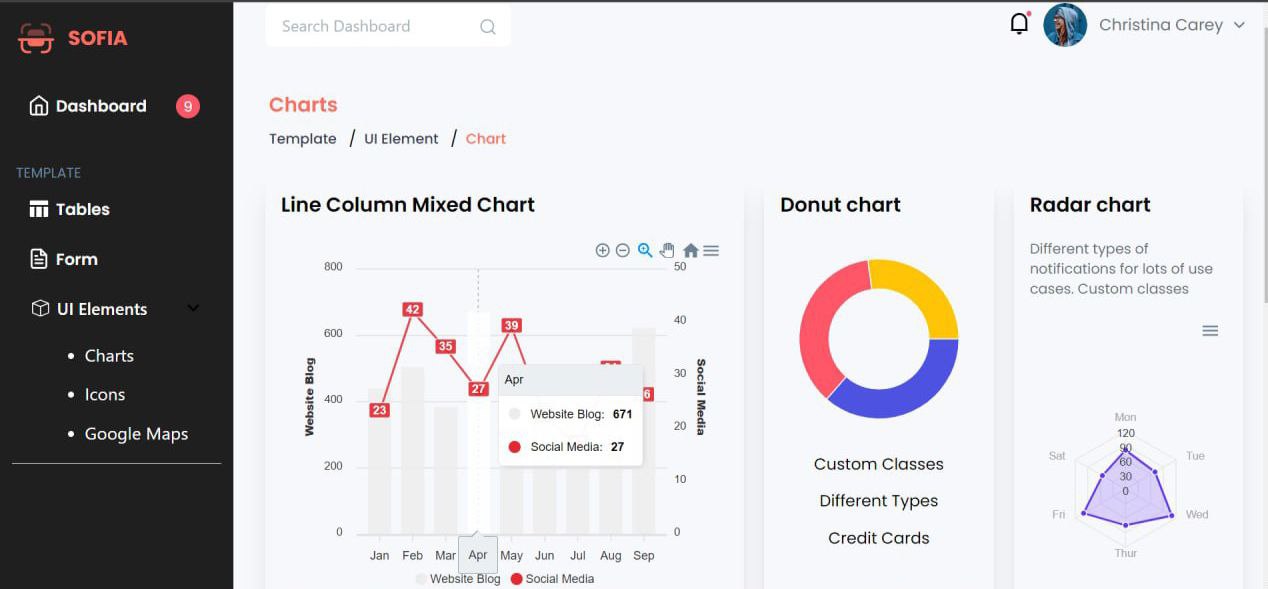 SOFIA
Search Dashboard
Christina Carey
Dashboard 9
TEMPLATE
Tables
Form
UI Elements
Charts
Icons
Google Maps
Charts
Template / UI Element / Chart
Line Column Mixed Chart
800
600
400
200
0
Website Blog
50
40
30
20
10
0
Social Media
23
42
35
27
39
Apr
Website Blog: 671
Social Media: 27
Jan Feb Mar Apr May Jun Jul Aug Sep
Website Blog Social Media
Donut chart
Custom Classes
Different Types
Credit Cards
Radar chart
Different types of
notifications for lots of use
cases. Custom classes
Mon
120
90
60
30
0
Sat
Tue
Fri
Wed
Thur